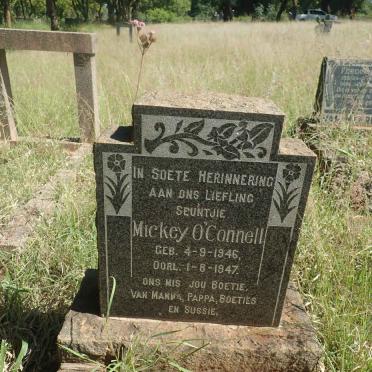 In Soete Herinnering
aan ons Liefling
Seuntjie
Mickey O'Connell
Geb. 4-9-1946.
Oorl. 1-6-1947.
Ons mis jou Boetie.
van Mamma, Pappa, Boeties
en Sussie.